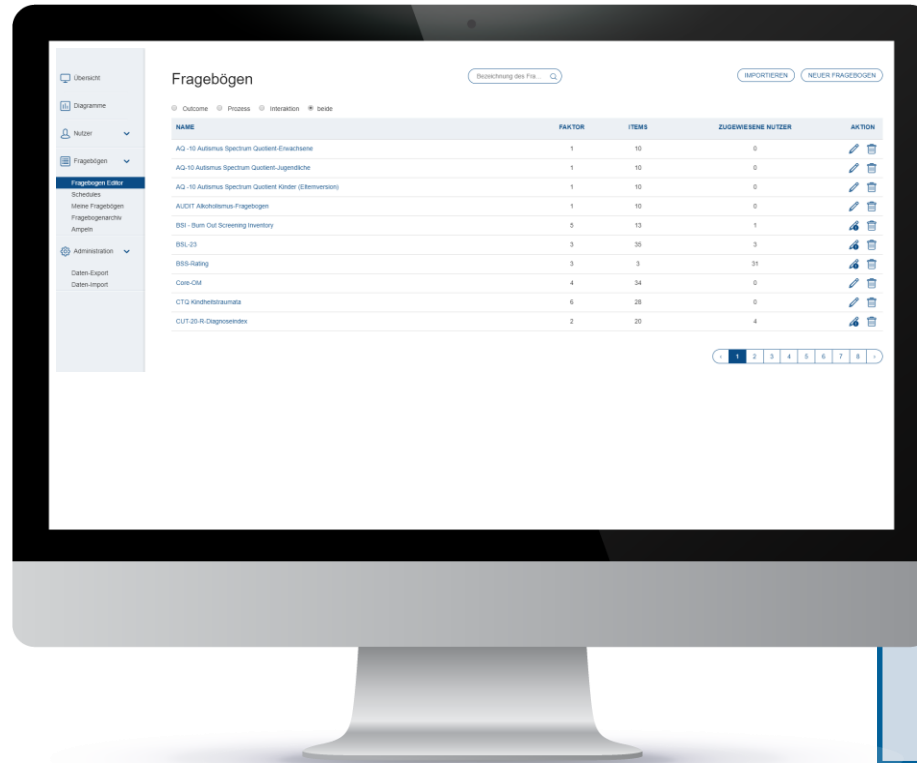 Übersicht
Diagramme
Nutzer
Fragebögen
Fragebogen Editor
Schedules
Meine Fragebögen
Fragebogenarchiv
Ampeln
Administration
Daten-Export
Daten-Import
Fragebögen
Bezeichnung des Fra...
IMPORTIEREN
NEUER FRAGEBOGEN
Outcome Prozess Interaktion beide
NAME FAKTOR ITEMS ZUGEWIESENE NUTZER AKTION
AQ -10 Autismus Spectrum Quotient-Erwachsene 1 10 0
AQ-10 Autismus Spectrum Quotient-Jugendliche 1 10 0
AQ -10 Autismus Spectrum Quotient Kinder (Elternversion) 1 10 0
AUDIT Alkoholismus-Fragebogen 1 10 0
BSI - Burn Out Screening Inventory 5 13 1
BSL-23 3 35 3
BSS-Rating 3 3 31
Core-OM 4 34 0
CTQ Kindheitstraumata 6 28 0
CUT-20-R-Diagnoseindex 2 20 4
‹ 1 2 3 4 5 6 7 8 ›